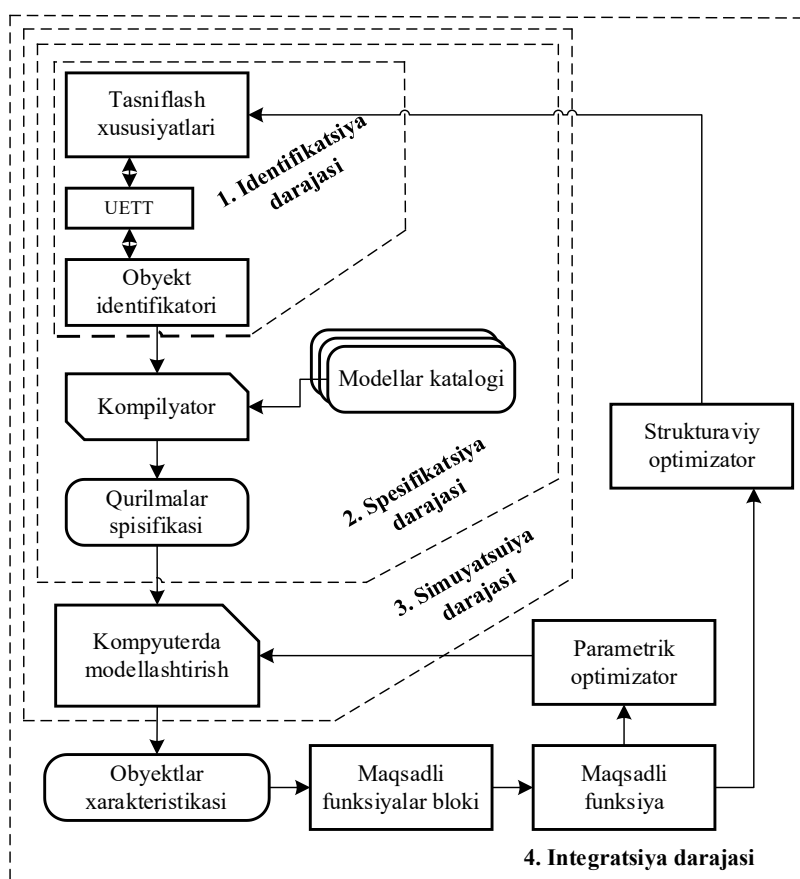 Tasniflash
xususiyatlari
1. Identifikatsiya
darajasi
UETT
Obyekt
identifikatori
Modellar katalogi
Kompilyator
Strukturaviy
optimizator
2. Spesifikatsiya
darajasi
Qurilmalar
spisifikasi
3. Simuyatsuiya
darajasi
Kompyuterda
modellashtirish
Parametrik
optimizator
Obyektlar
xarakteristikasi
Maqsadli
funksiyalar bloki
Maqsadli
funksiya
4. Integratsiya darajasi